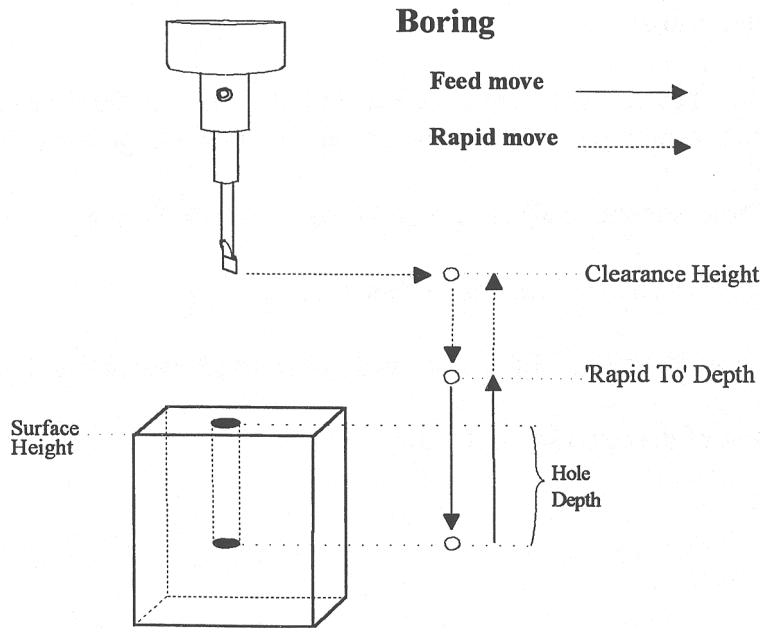 Boring
Feed move
Rapid move
Clearance Height
'Rapid To' Depth
Surface
Height
Hole
Depth